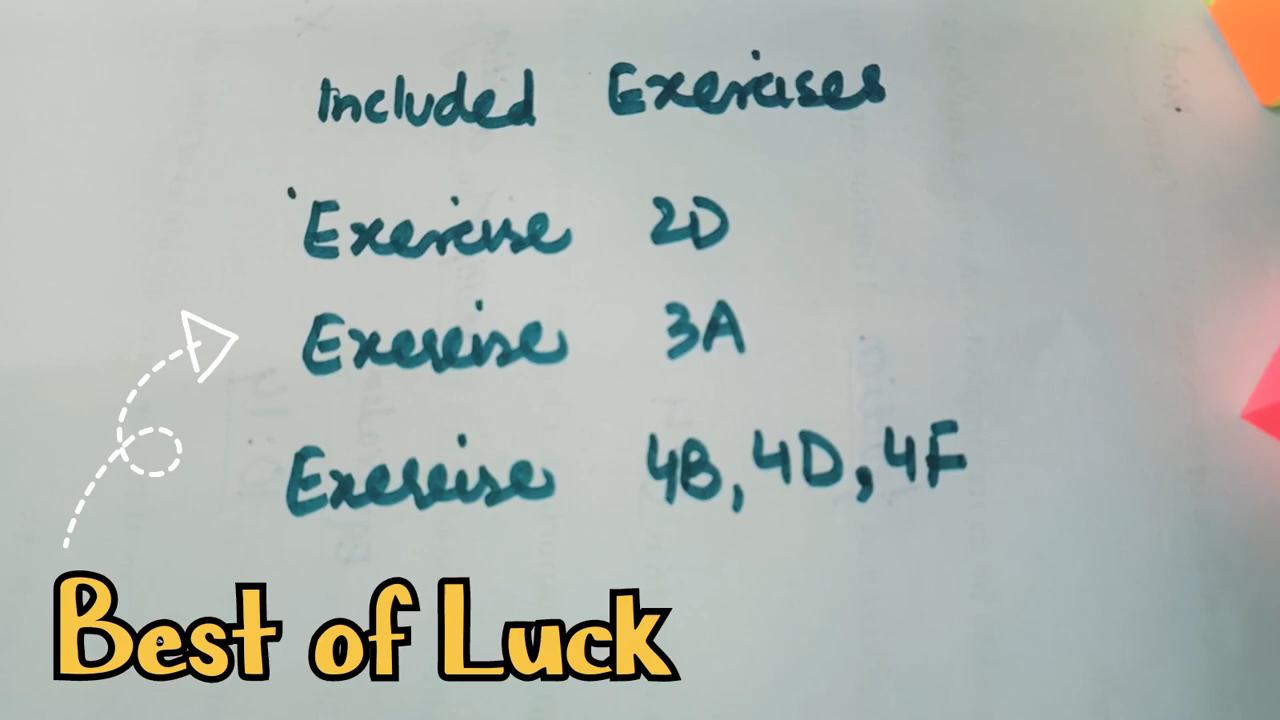 Included Exercises
Exercise 2D
Exercise 3A
Exercise 4B, 4D, 4F
Best of Luck